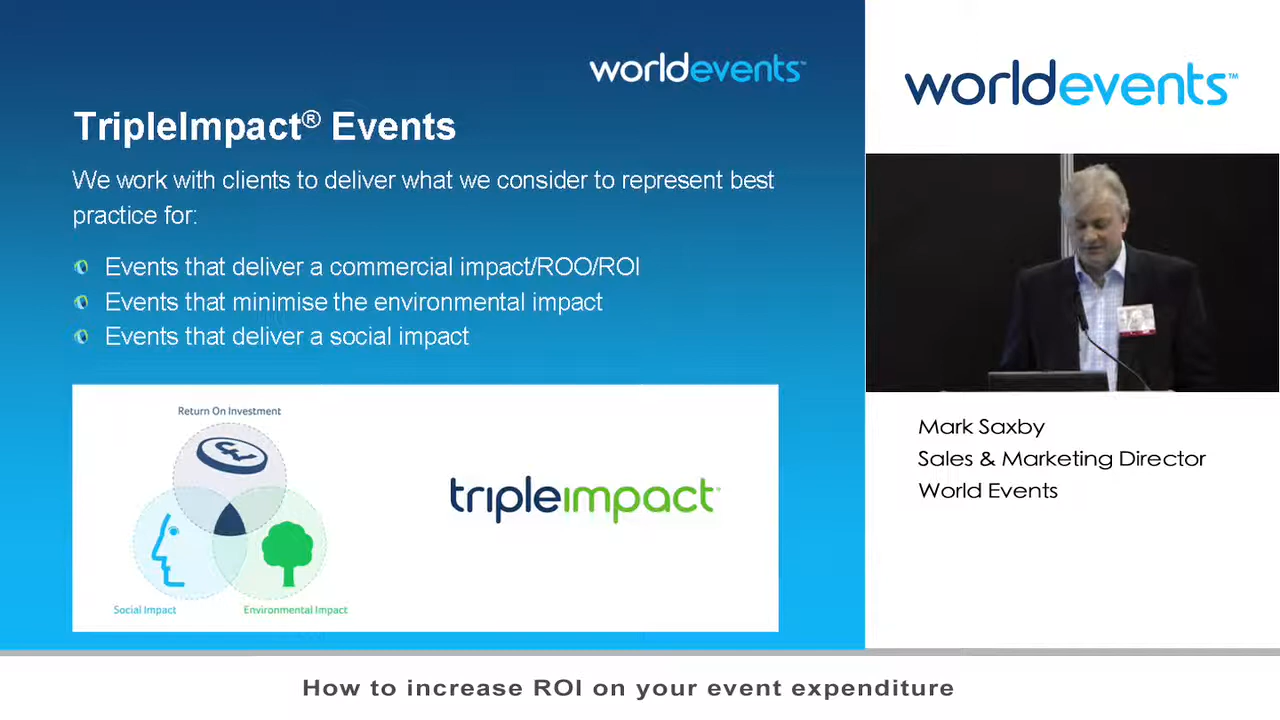 worldevents™
TripleImpact® Events
We work with clients to deliver what we consider to represent best
practice for:
Events that deliver a commercial impact/ROO/ROI
Events that minimise the environmental impact
Events that deliver a social impact
Return On Investment
£
Social Impact
Environmental Impact
tripleimpact™
worldevents™
Mark Saxby
Sales & Marketing Director
World Events
How to increase ROI on your event expenditure